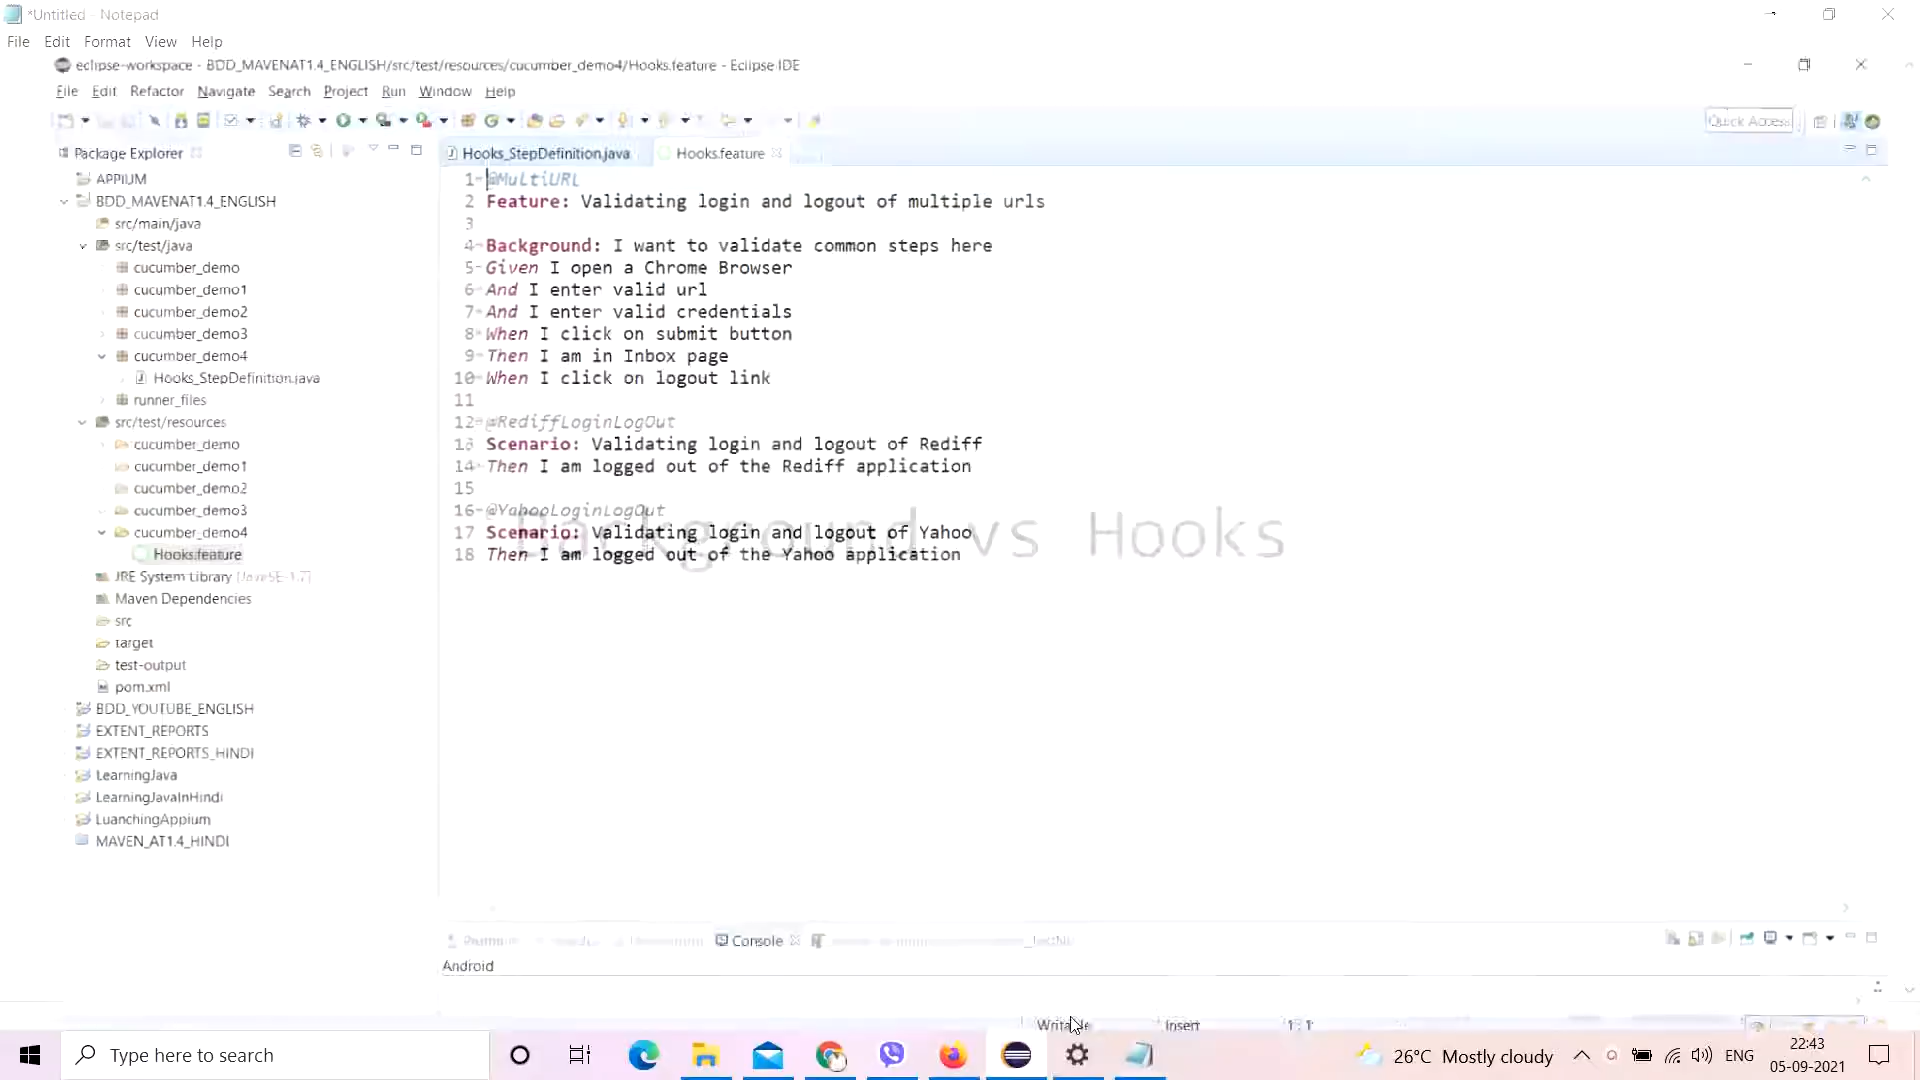 *Untitled - Notepad
File Edit Format View Help
eclipse-workspace - BDD_MAVENAT1.4_ENGLISH/src/test/resources/cucumber_demo4/Hooks.feature - Eclipse IDE
File Edit Refactor Navigate Search Project Run Window Help
Quick Access
Package Explorer
Hooks_StepDefinition.java
Hooks.feature
APPIUM
BDD_MAVENAT1.4_ENGLISH
src/main/java
src/test/java
cucumber_demo
cucumber_demo1
cucumber_demo2
cucumber_demo3
cucumber_demo4
Hooks_StepDefinition.java
runner_files
src/test/resources
cucumber_demo
cucumber_demo1
cucumber_demo2
cucumber_demo3
cucumber_demo4
Hooks.feature
JRE System Library [JavaSE-1.7]
Maven Dependencies
src
target
test-output
pom.xml
BDD_YOUTUBE_ENGLISH
EXTENT_REPORTS
EXTENT_REPORTS_HINDI
LearningJava
LearningJavaInHindi
LuanchingAppium
MAVEN_AT1.4_HINDI
1 @MultiURL
2 Feature: Validating login and logout of multiple urls
3
4 Background: I want to validate common steps here
5 Given I open a Chrome Browser
6 And I enter valid url
7 And I enter valid credentials
8 When I click on submit button
9 Then I am in Inbox page
10 When I click on logout link
11
12 @RediffLoginLogOut
13 Scenario: Validating login and logout of Rediff
14 Then I am logged out of the Rediff application
15
16 @YahooLoginLogOut
17 Scenario: Validating login and logout of Yahoo
18 Then I am logged out of the Yahoo application
Background vs Hooks
Console
Android
Writable Insert 1 : 1
Type here to search
26°C Mostly cloudy
ENG
22:43
05-09-2021